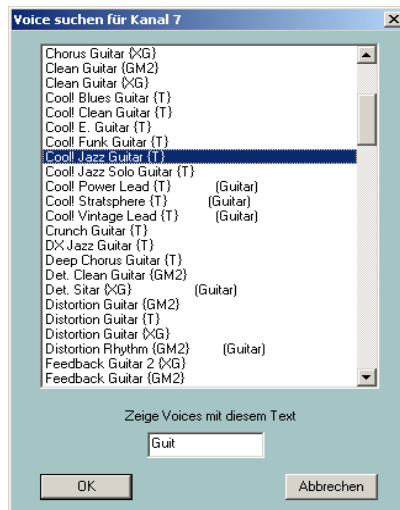 Voice suchen für Kanal 7
Chorus Guitar {XG}
Clean Guitar {GM2}
Clean Guitar {XG}
Cool! Blues Guitar {T}
Cool! Clean Guitar {T}
Cool! E. Guitar {T}
Cool! Funk Guitar {T}
Cool! Jazz Guitar {T}
Cool! Jazz Solo Guitar {T}
Cool! Power Lead {T} (Guitar)
Cool! Stratsphere {T} (Guitar)
Cool! Vintage Lead {T} (Guitar)
Crunch Guitar {T}
DX Jazz Guitar {T}
Deep Chorus Guitar {T}
Det. Clean Guitar {GM2}
Det. Sitar {XG} (Guitar)
Distortion Guitar {GM2}
Distortion Guitar {T}
Distortion Guitar {XG}
Distortion Rhythm {GM2} (Guitar)
Feedback Guitar 2 {XG}
Feedback Guitar {GM2}
Zeige Voices mit diesem Text
Guit
OK Abbrechen